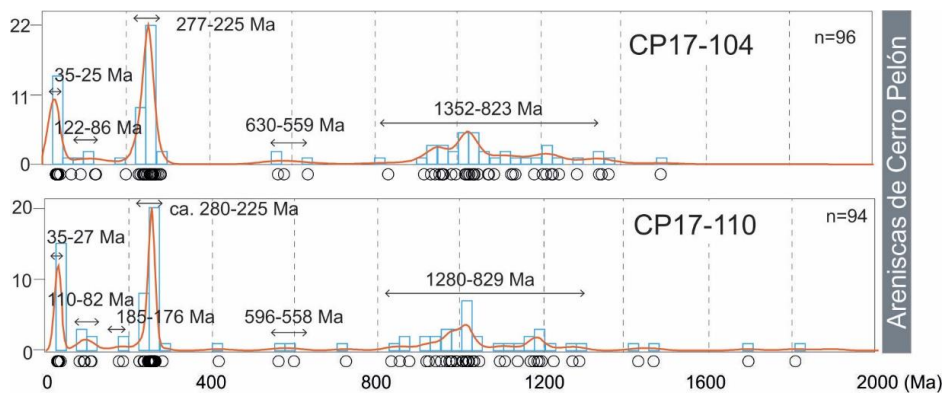 22
11
0
277-225 Ma
CP17-104
n=96
35-25 Ma
122-86 Ma
630-559 Ma
1352-823 Ma
20
10
0
ca. 280-225 Ma
CP17-110
n=94
35-27 Ma
110-82 Ma
185-176 Ma
596-558 Ma
1280-829 Ma
0 400 800 1200 1600 2000 (Ma)
Areniscas de Cerro Pelón